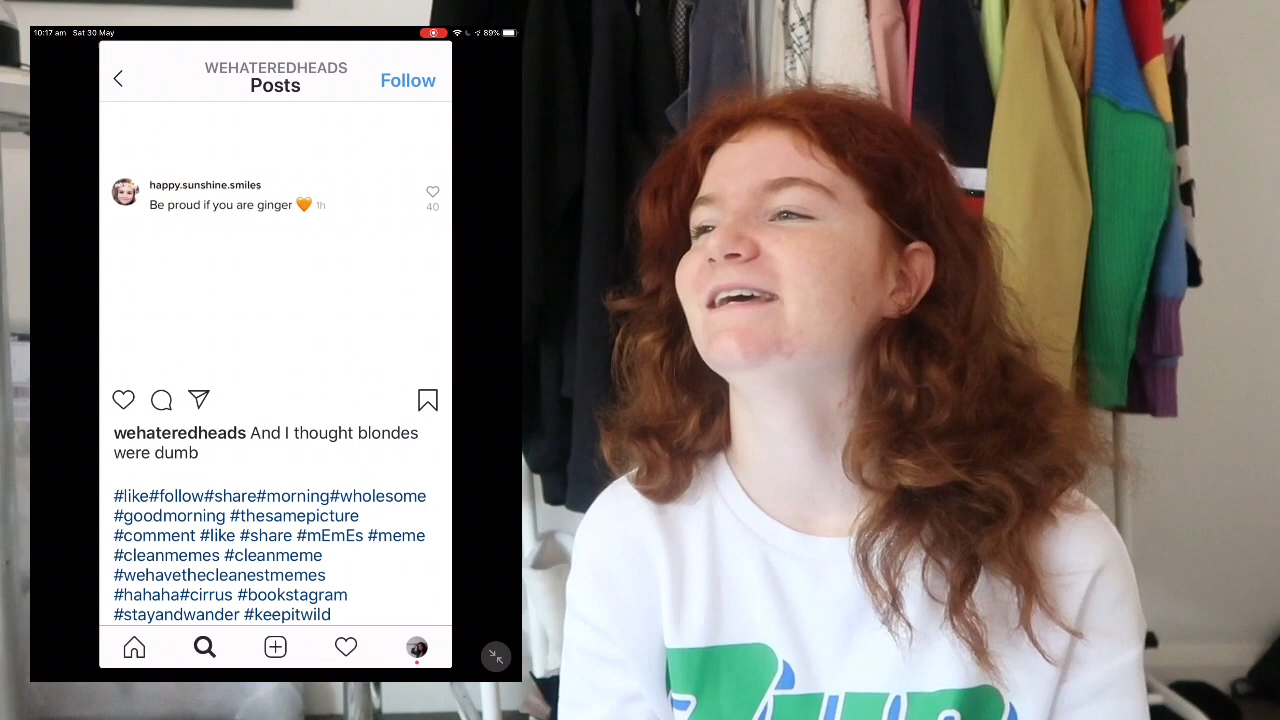 10:17 am Sat 30 May
89%
WEHATEREDHEADS
Posts
Follow
happy.sunshine.smiles
Be proud if you are ginger 🧡 1h
40
wehateredheads And I thought blondes
were dumb
#like#follow#share#morning#wholesome
#goodmorning #thesamepicture
#comment #like #share #mEmEs #meme
#cleanmemes #cleanmeme
#wehavethecleanestmemes
#hahaha#cirrus #bookstagram
#stayandwander #keepitwild